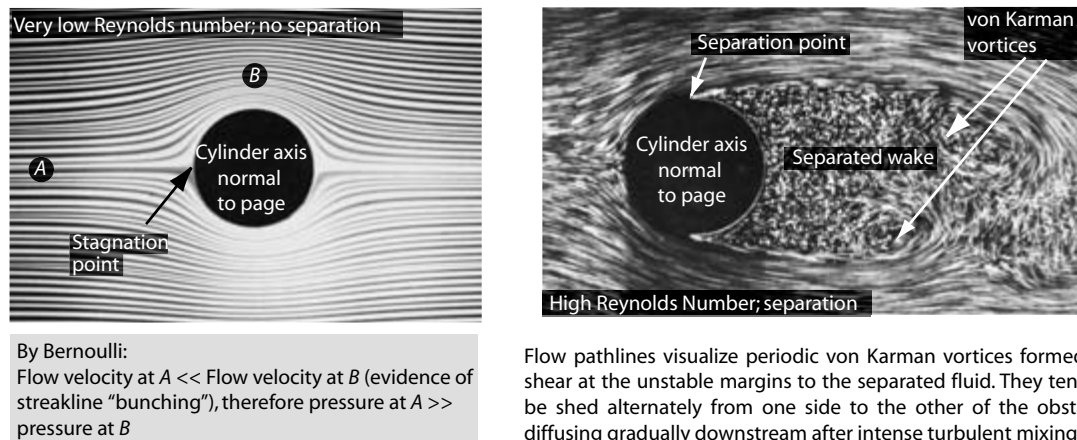 Very low Reynolds number; no separation
B
A
Cylinder axis
normal
to page
Stagnation
point
By Bernoulli:
Flow velocity at A << Flow velocity at B (evidence of
streakline “bunching”), therefore pressure at A >>
pressure at B
von Karman
vortices
Separation point
Cylinder axis
normal
to page
Separated wake
High Reynolds Number; separation
Flow pathlines visualize periodic von Karman vortices formed
shear at the unstable margins to the separated fluid. They ten
be shed alternately from one side to the other of the obst
diffusing gradually downstream after intense turbulent mixing